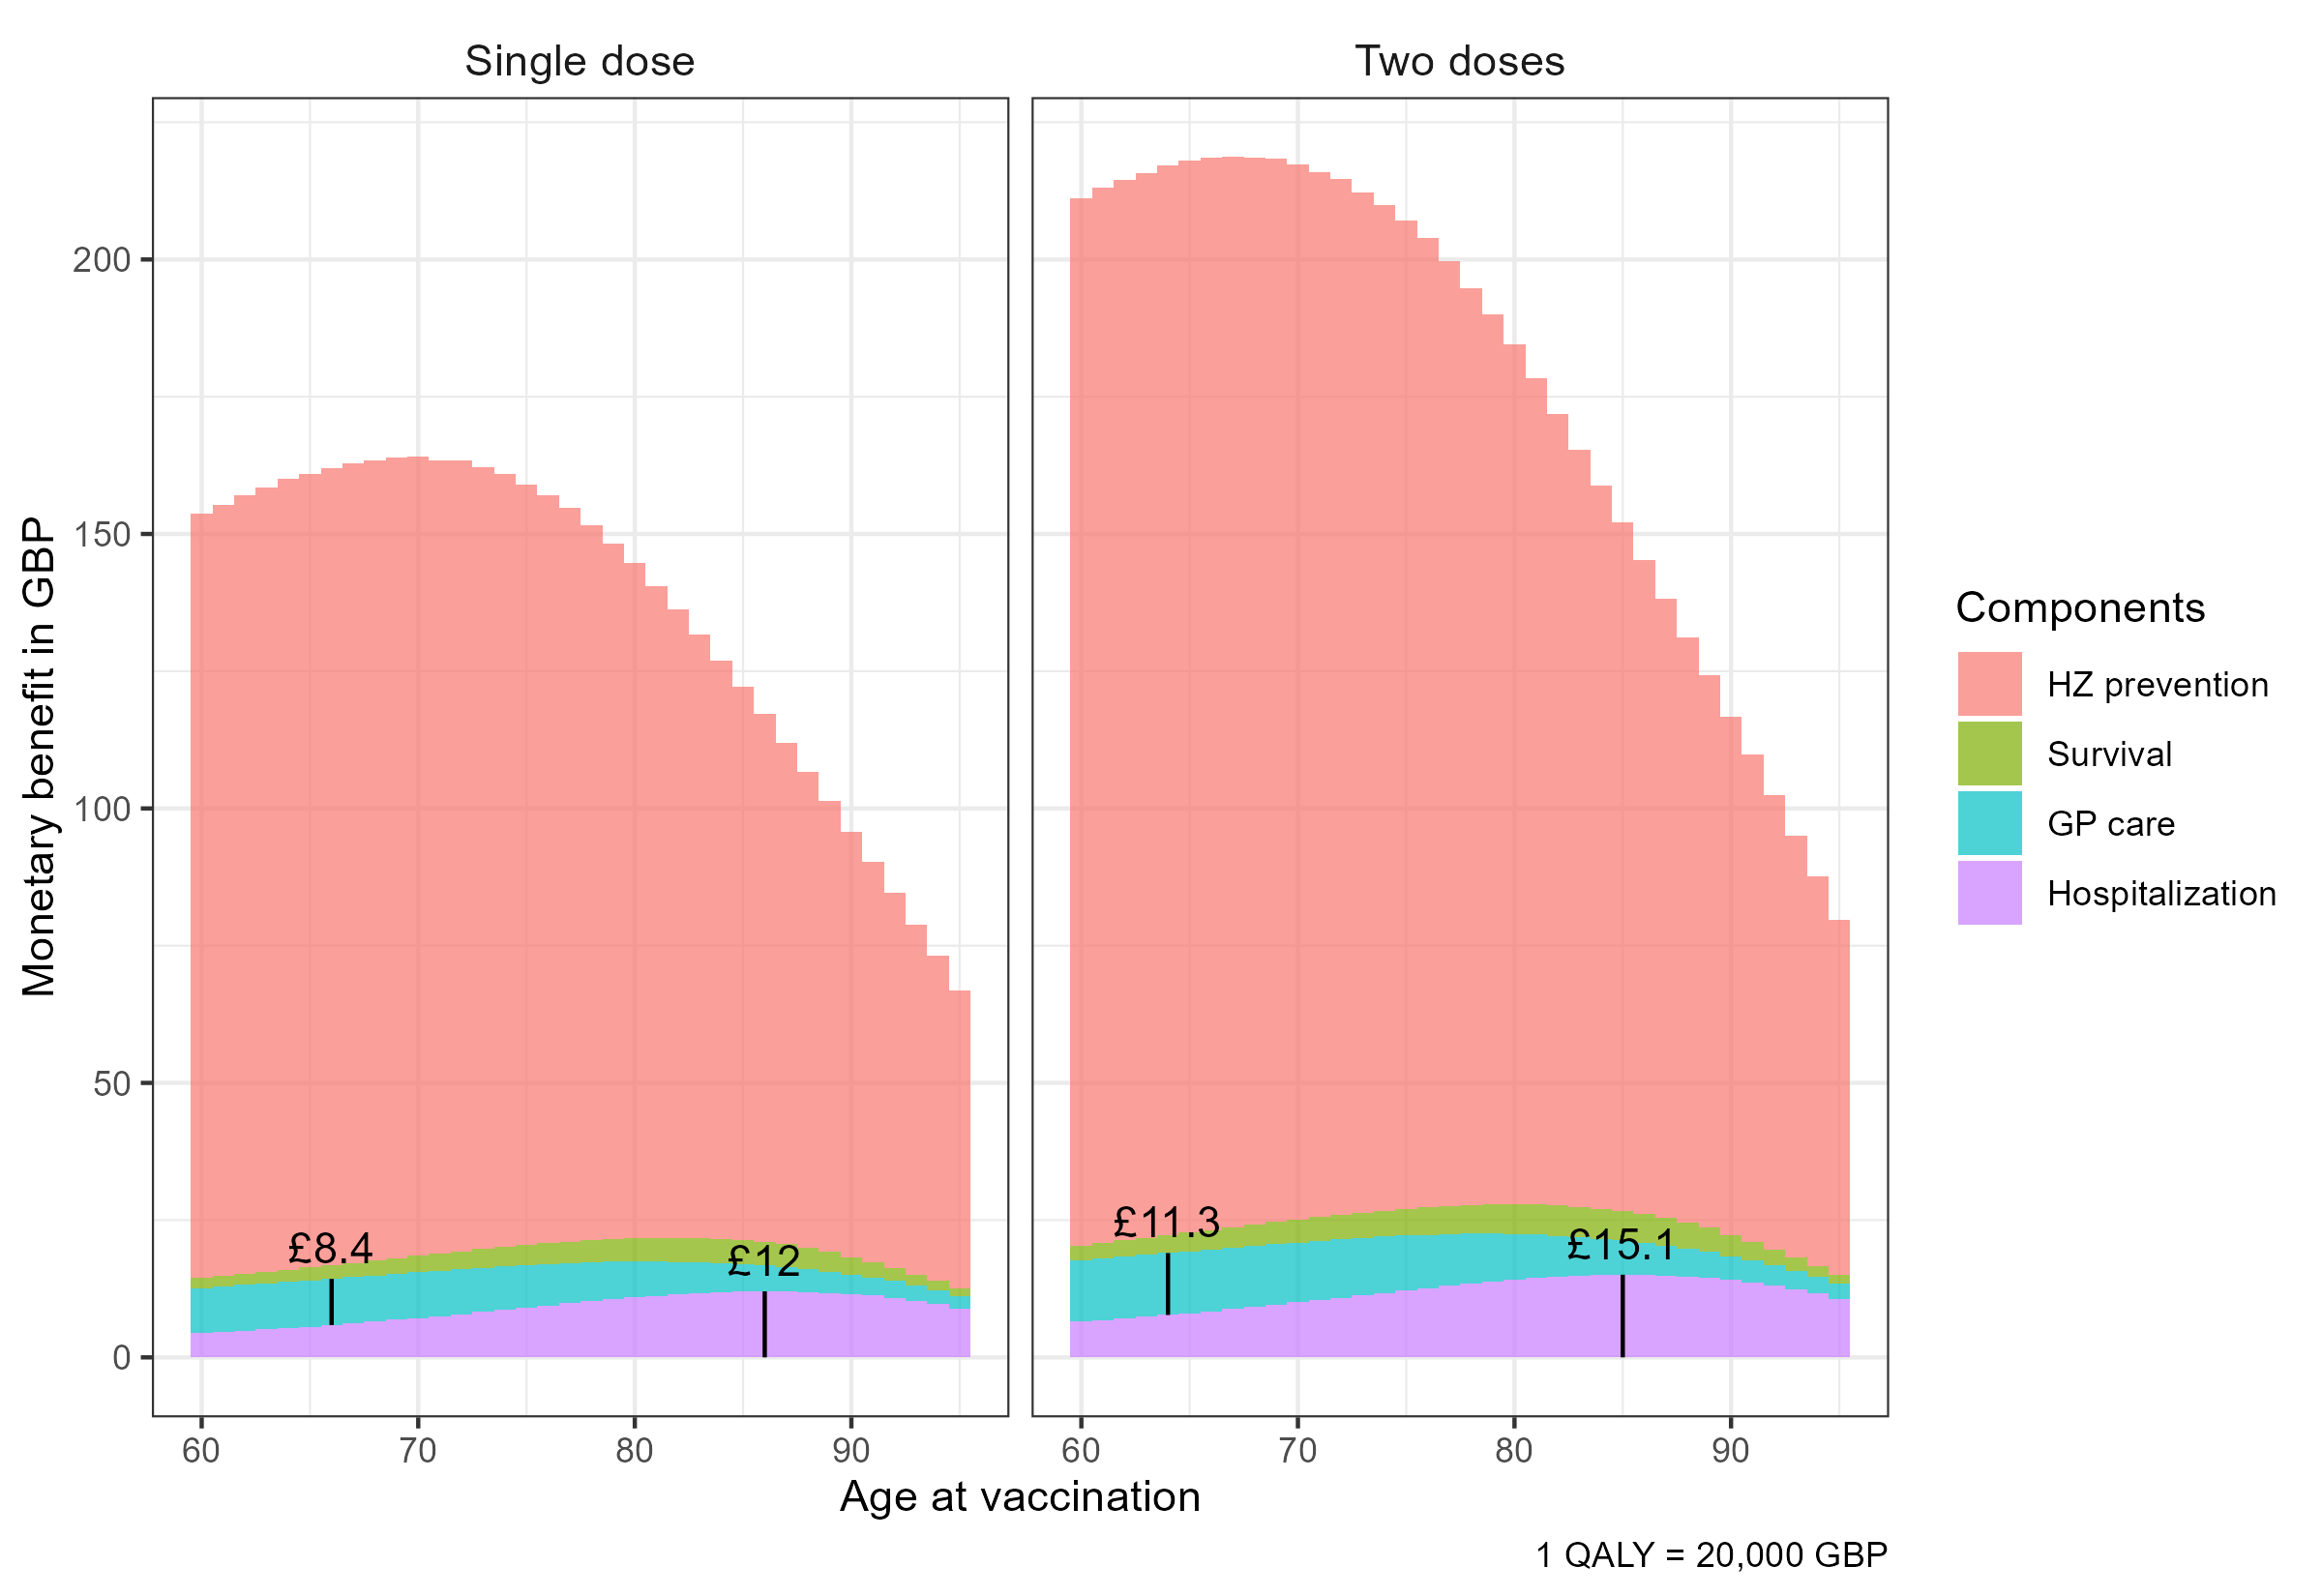 Single dose
Two doses
Monetary benefit in GBP
200
150
100
50
0
£8.4
£12
£11.3
£15.1
60 70 80 90
60 70 80 90
Age at vaccination
Components
HZ prevention
Survival
GP care
Hospitalization
1 QALY = 20,000 GBP